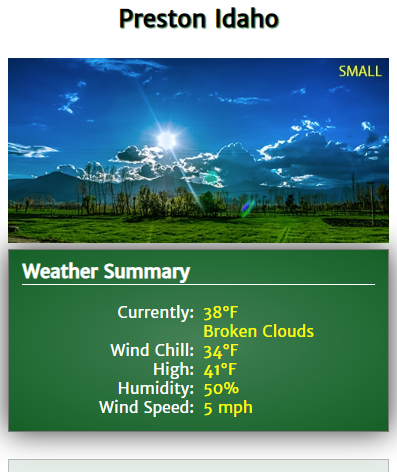 Preston Idaho
SMALL
Weather Summary
Currently: 38°F
Broken Clouds
Wind Chill: 34°F
High: 41°F
Humidity: 50%
Wind Speed: 5 mph